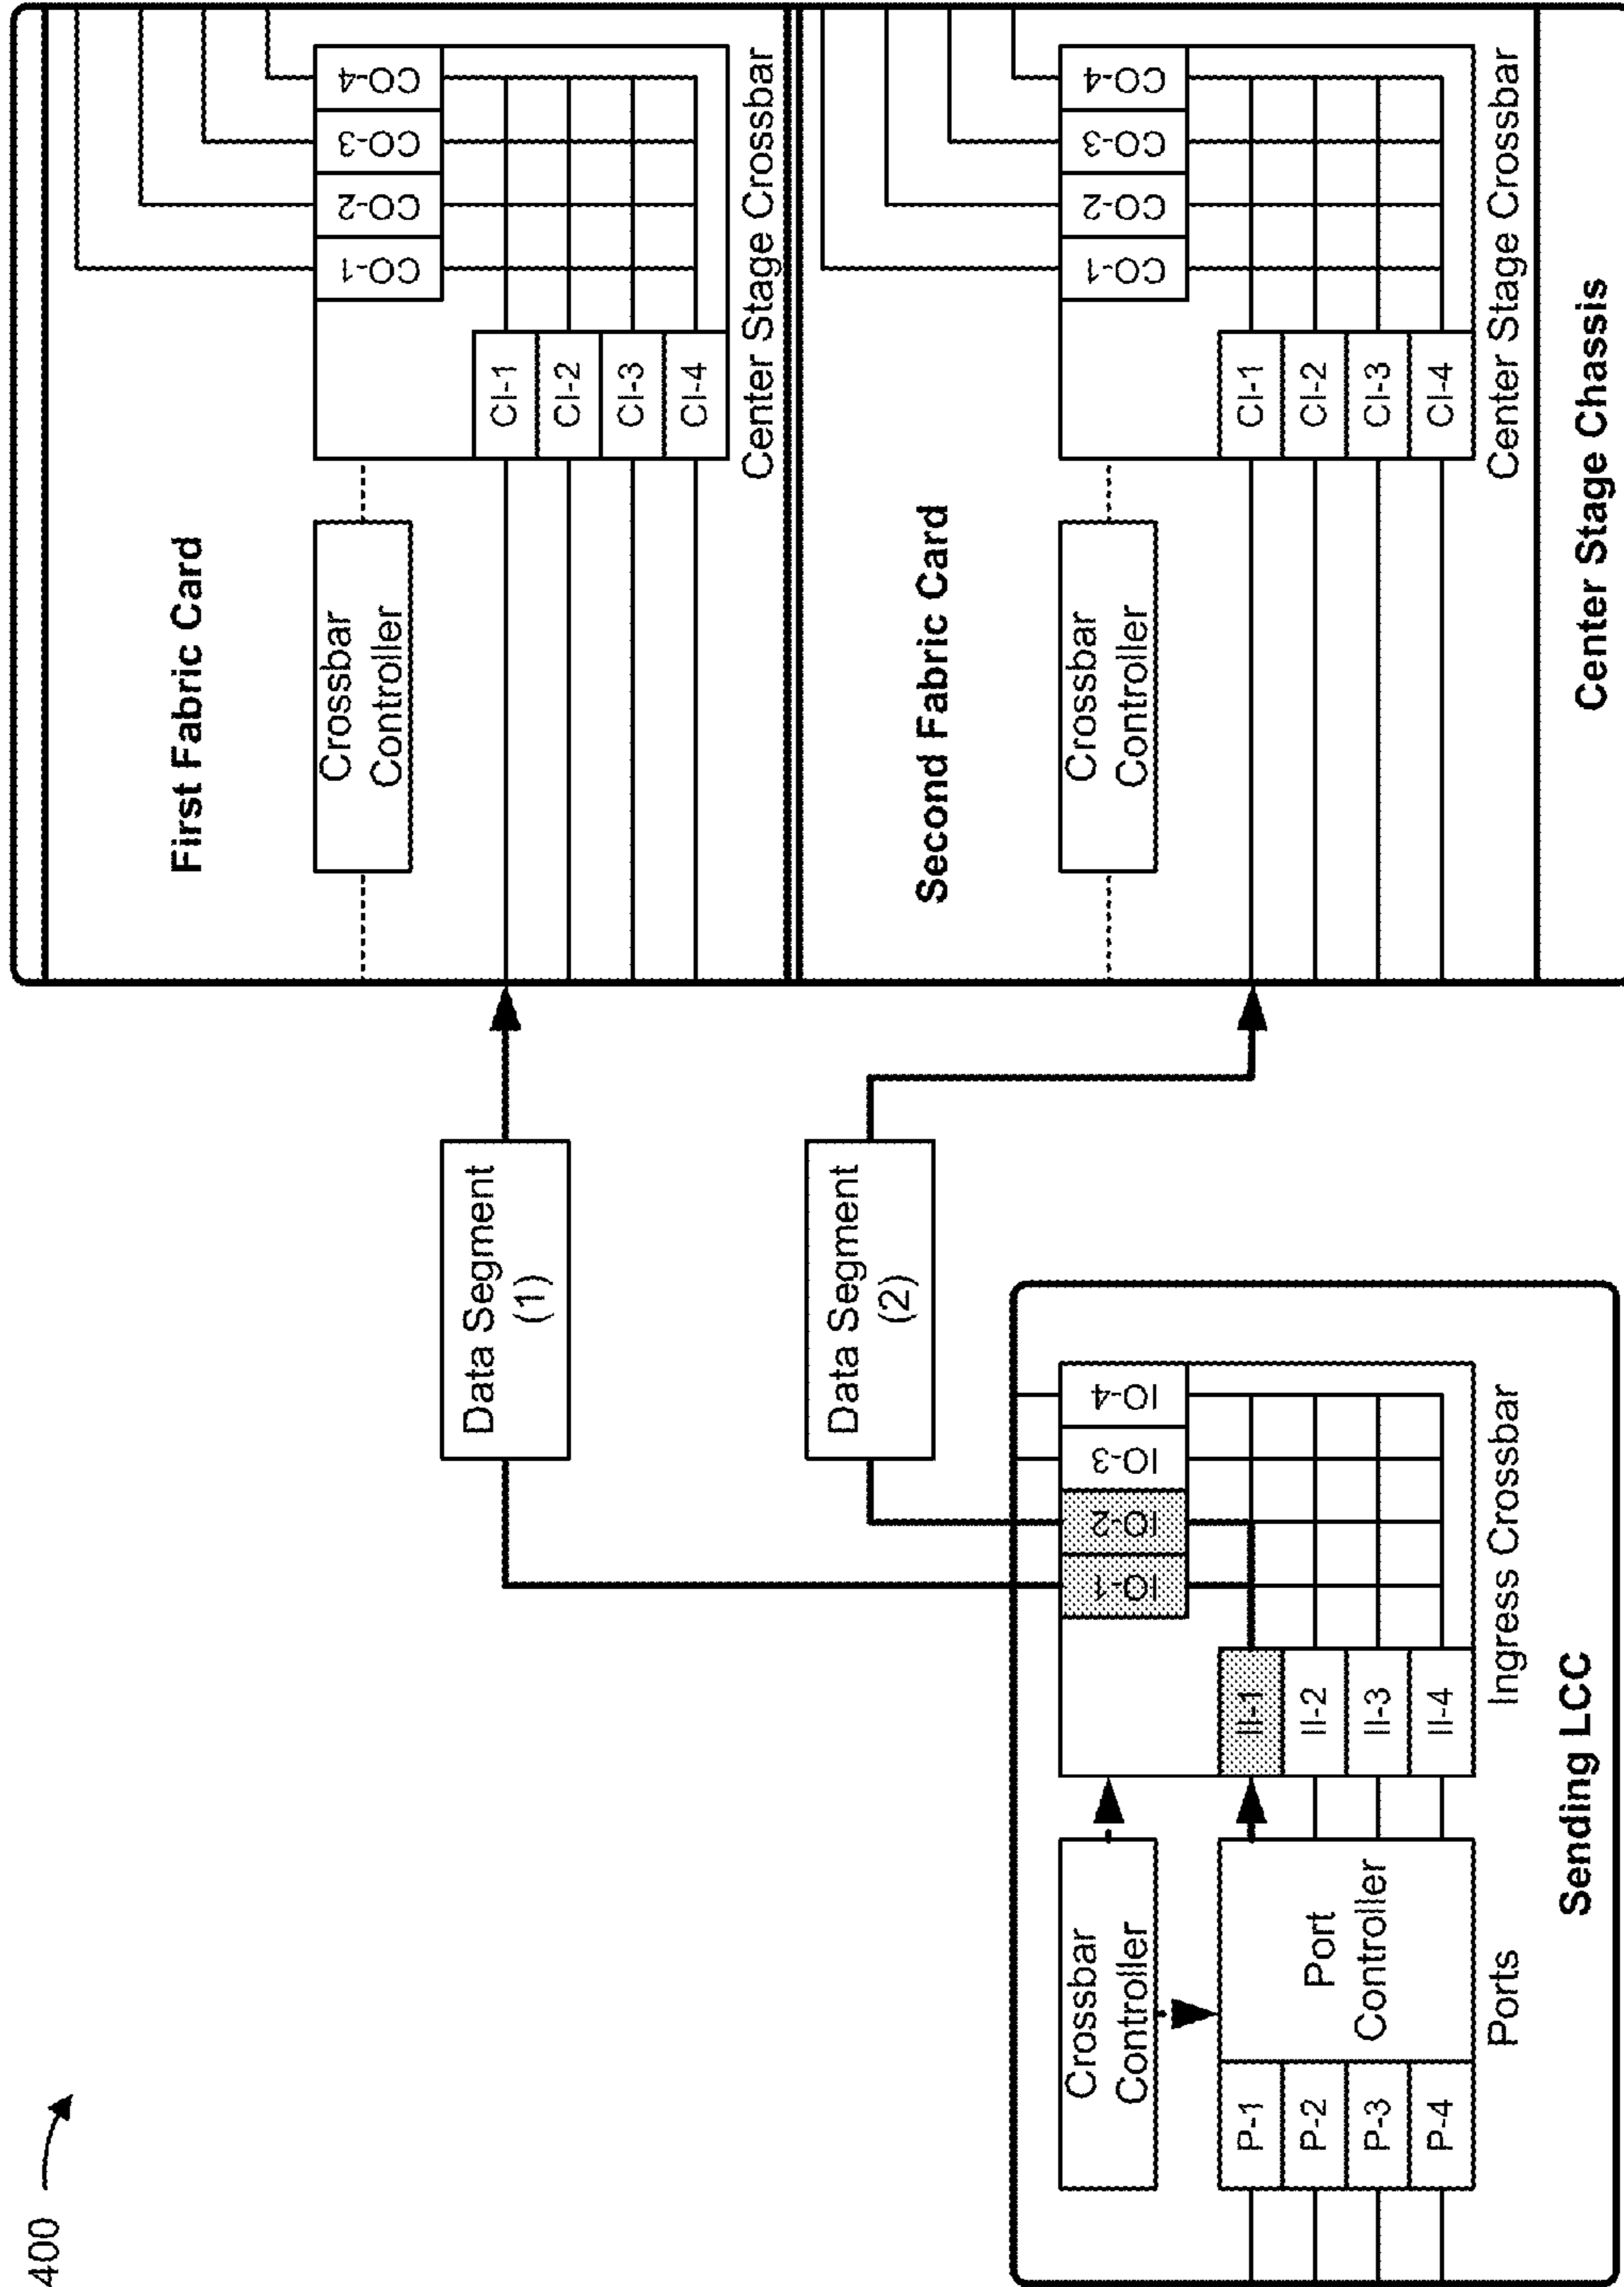 400
First Fabric Card
Crossbar
Controller
CO-1
CO-2
CO-3
CO-4
CI-1
CI-2
CI-3
CI-4
Center Stage Crossbar
Second Fabric Card
Crossbar
Controller
CO-1
CO-2
CO-3
CO-4
CI-1
CI-2
CI-3
CI-4
Center Stage Crossbar
Center Stage Chassis
Data Segment
(1)
Data Segment
(2)
Crossbar
Controller
P-1
P-2
P-3
P-4
Port
Controller
Ports
IO-1
IO-2
IO-3
IO-4
II-1
II-2
II-3
II-4
Ingress Crossbar
Sending LCC